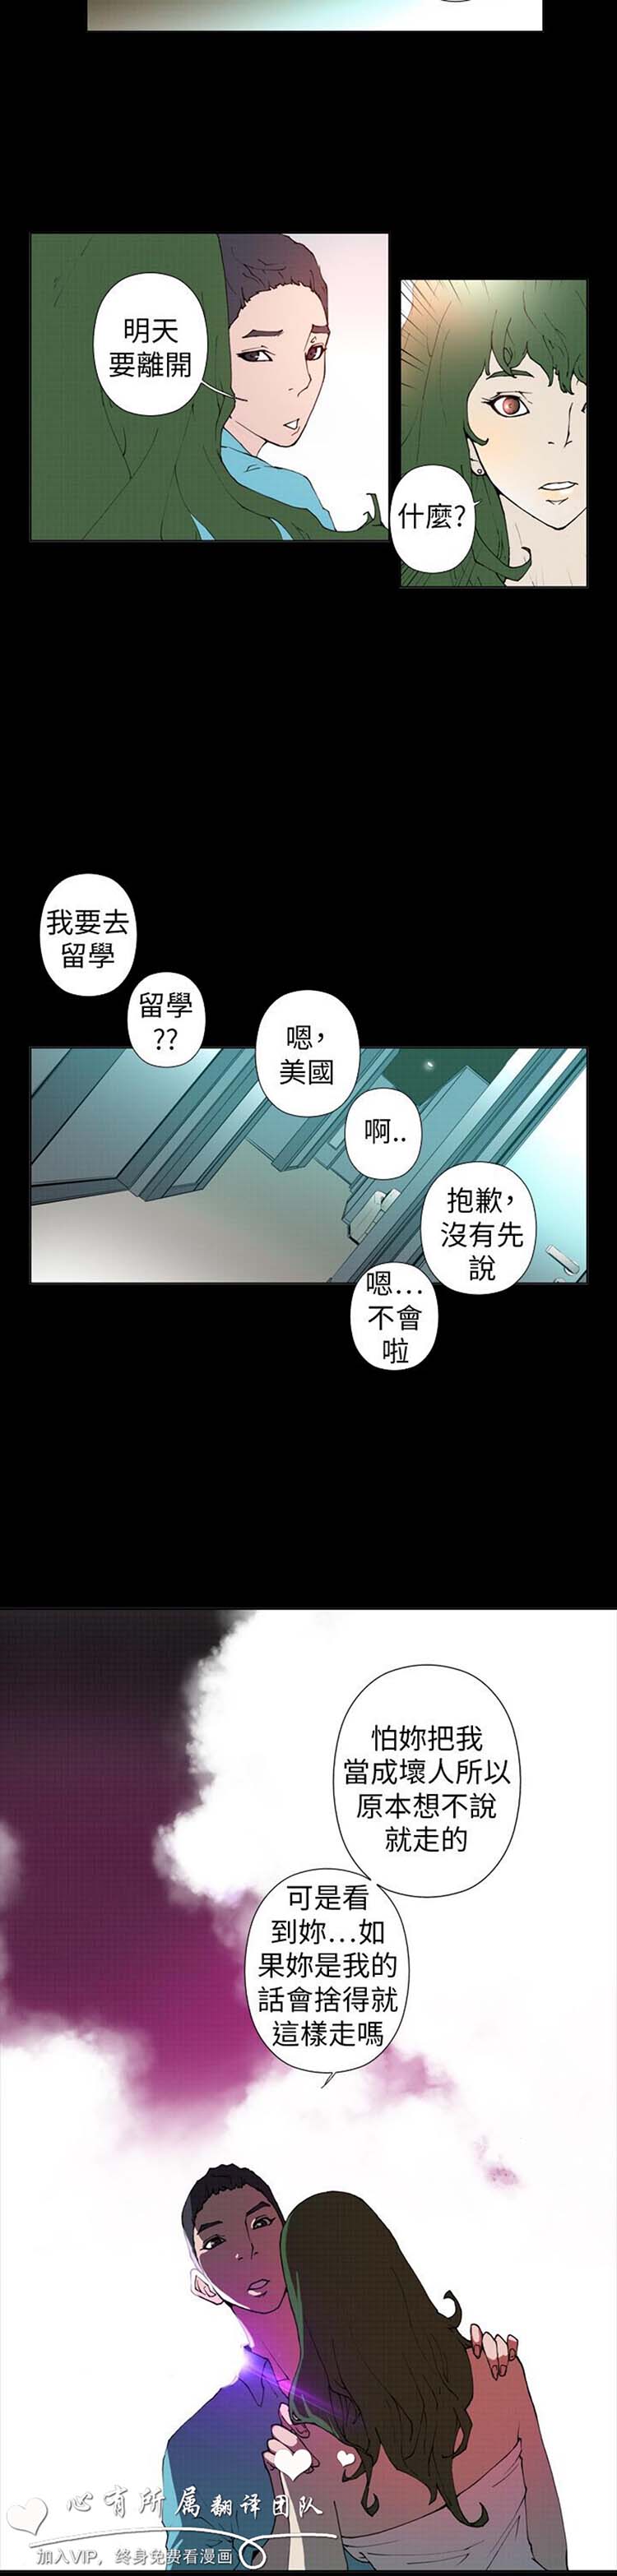 明天
要離開
什麼?
我要去
留學
留學
??
嗯,
美國
啊..
抱歉,
沒有先
說
嗯...
不會
啦
怕妳把我
當成壞人所以
原本想不說
就走的
可是看
到妳...如
果妳是我的
話會捨得就
這樣走嗎
心有所属翻译团队
加入VIP，终身免费看漫画